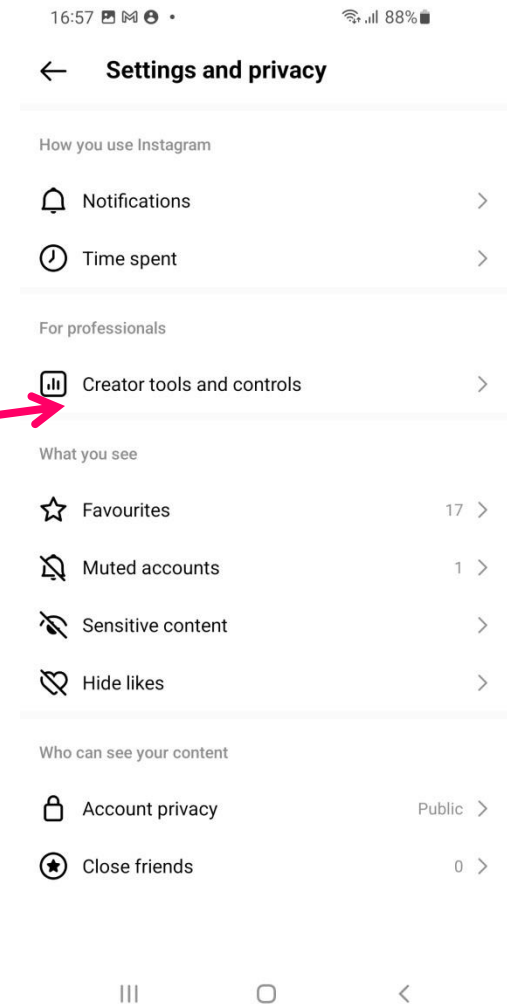 16:57
88%
Settings and privacy
How you use Instagram
Notifications
Time spent
For professionals
Creator tools and controls
What you see
Favourites 17
Muted accounts 1
Sensitive content
Hide likes
Who can see your content
Account privacy Public
Close friends 0